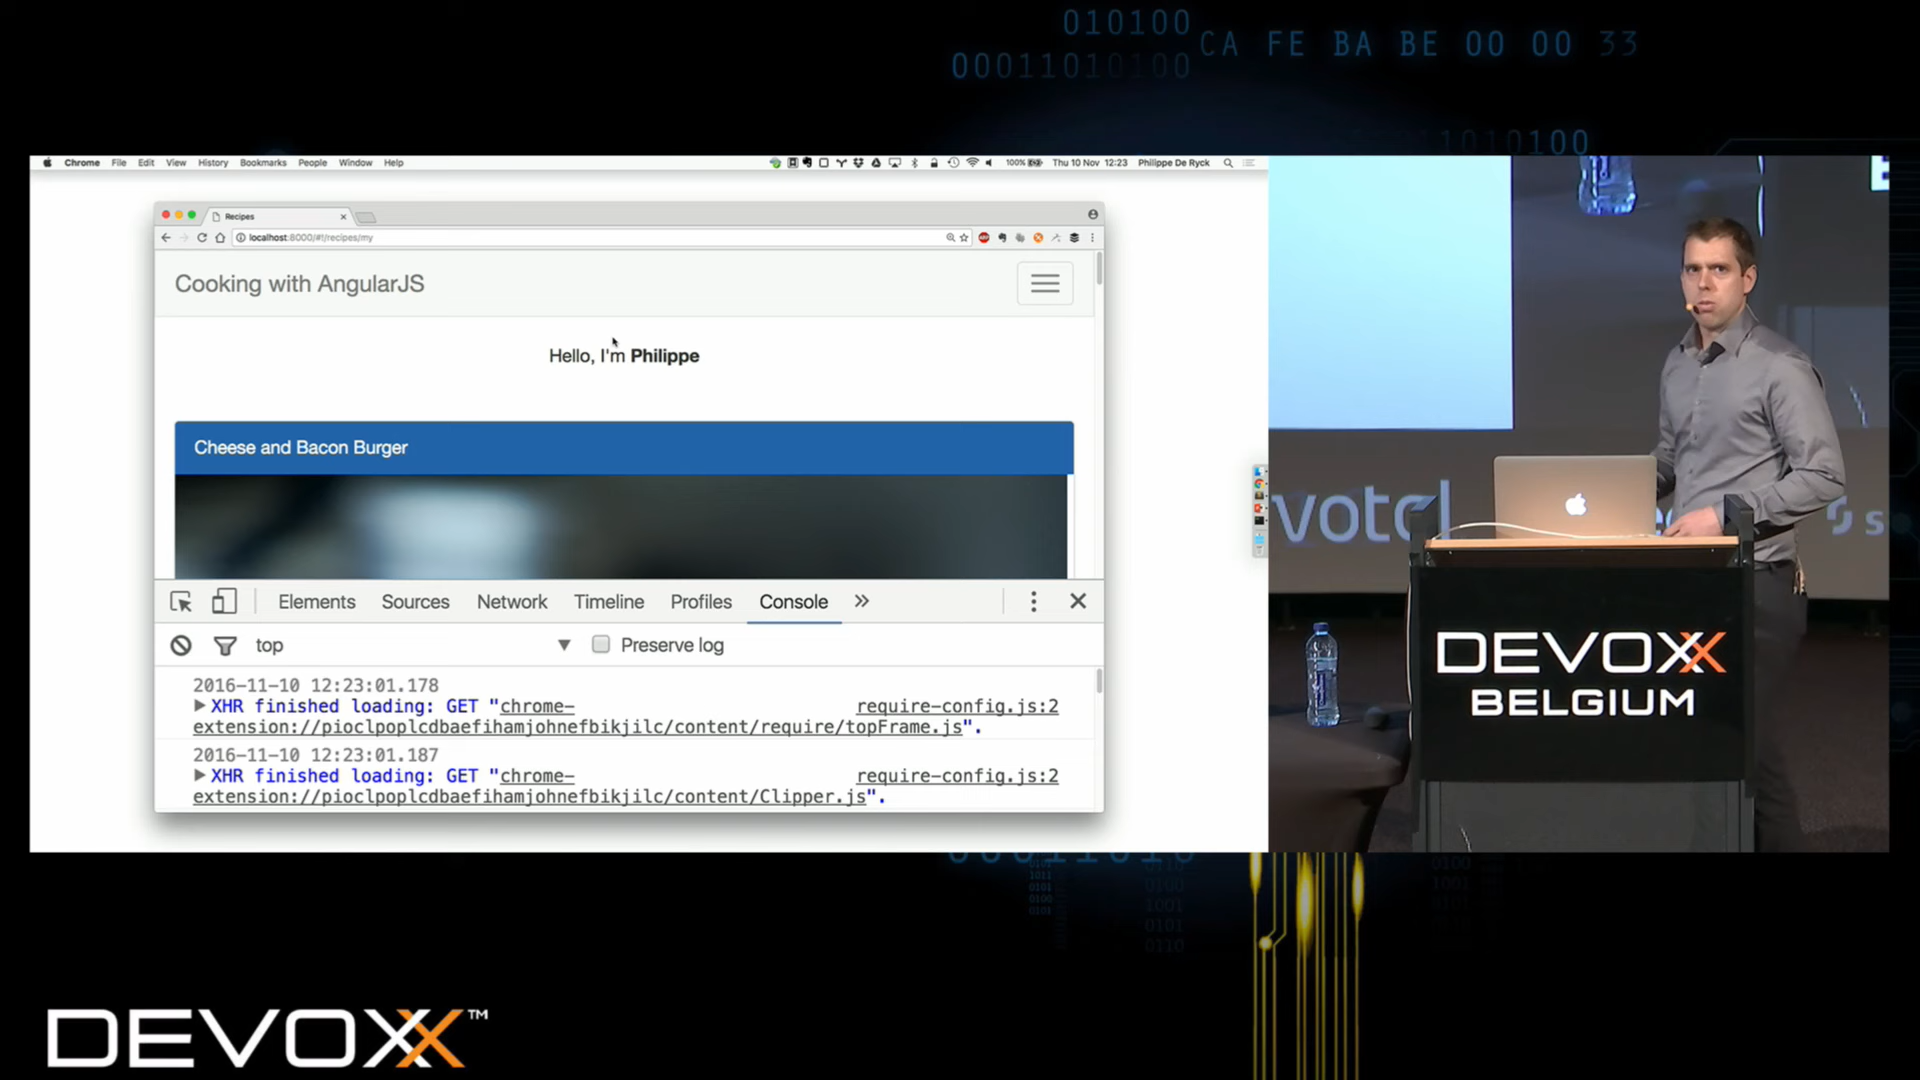 010100
00011010100
CA FE BA BE 00 00 33
1010100
Chrome File Edit View History Bookmarks People Window Help
100% Thu 10 Nov 12:23 Philippe De Ryck
Recipes
localhost:8000/#!/recipes/my
Cooking with AngularJS
Hello, I'm Philippe
Cheese and Bacon Burger
Elements Sources Network Timeline Profiles Console »
top Preserve log
2016-11-10 12:23:01.178
XHR finished loading: GET "chrome- require-config.js:2
extension://pioclpoplcdbaefihamjohnefbikjilc/content/require/topFrame.js".
2016-11-10 12:23:01.187
XHR finished loading: GET "chrome- require-config.js:2
extension://pioclpoplcdbaefihamjohnefbikjilc/content/Clipper.js".
DEVOXX
BELGIUM
DEVOXX™